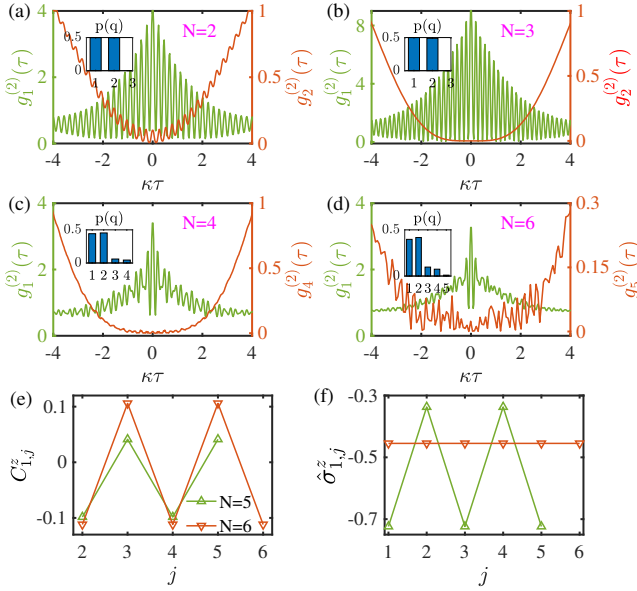 (a)
4
2
0
g₁⁽²⁾(τ)
p(q)
0.5
0
1 2 3
N=2
1
0.5
0
g₂⁽²⁾(τ)
-4 -2 0 2 4
κτ
(b)
8
6
4
2
0
g₁⁽²⁾(τ)
p(q)
0.5
0
1 2 3
N=3
1
0.5
0
g₂⁽²⁾(τ)
-4 -2 0 2 4
κτ
(c)
4
2
0
g₁⁽²⁾(τ)
p(q)
0.5
0
1 2 3 4
N=4
1
0.5
0
g₄⁽²⁾(τ)
-4 -2 0 2 4
κτ
(d)
4
2
0
g₁⁽²⁾(τ)
p(q)
0.5
0
1 2 3 4 5
N=6
0.3
0.15
0
g₅⁽²⁾(τ)
-4 -2 0 2 4
κτ
(e)
0.1
0
-0.1
C^z_{1,j}
N=5
N=6
2 3 4 5 6
j
(f)
-0.3
-0.5
-0.7
σ̂^z_{1,j}
1 2 3 4 5 6
j